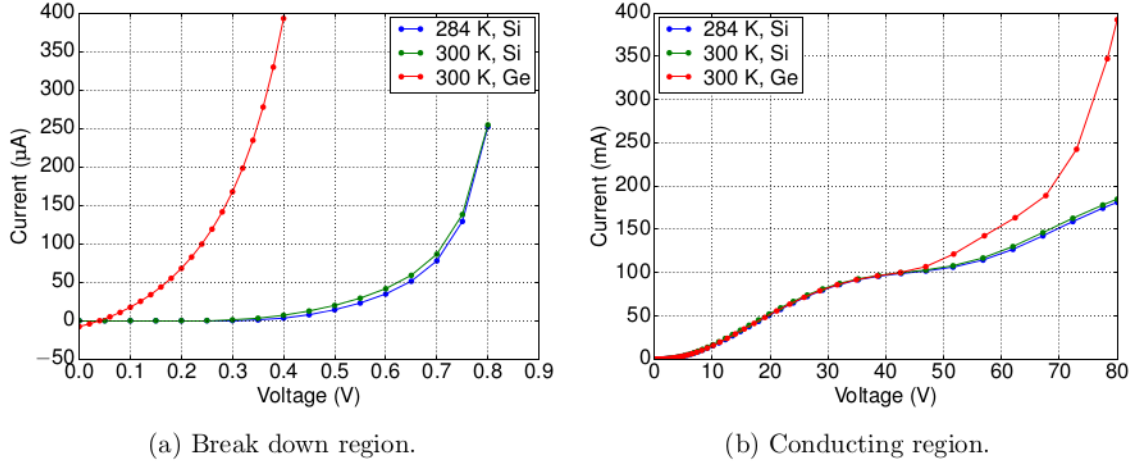 400
350
300
250
200
150
100
50
0
−50
0.0 0.1 0.2 0.3 0.4 0.5 0.6 0.7 0.8 0.9
Voltage (V)
Current (μA)
284 K, Si
300 K, Si
300 K, Ge
(a) Break down region.
400
350
300
250
200
150
100
50
0
0 10 20 30 40 50 60 70 80
Voltage (V)
Current (mA)
284 K, Si
300 K, Si
300 K, Ge
(b) Conducting region.